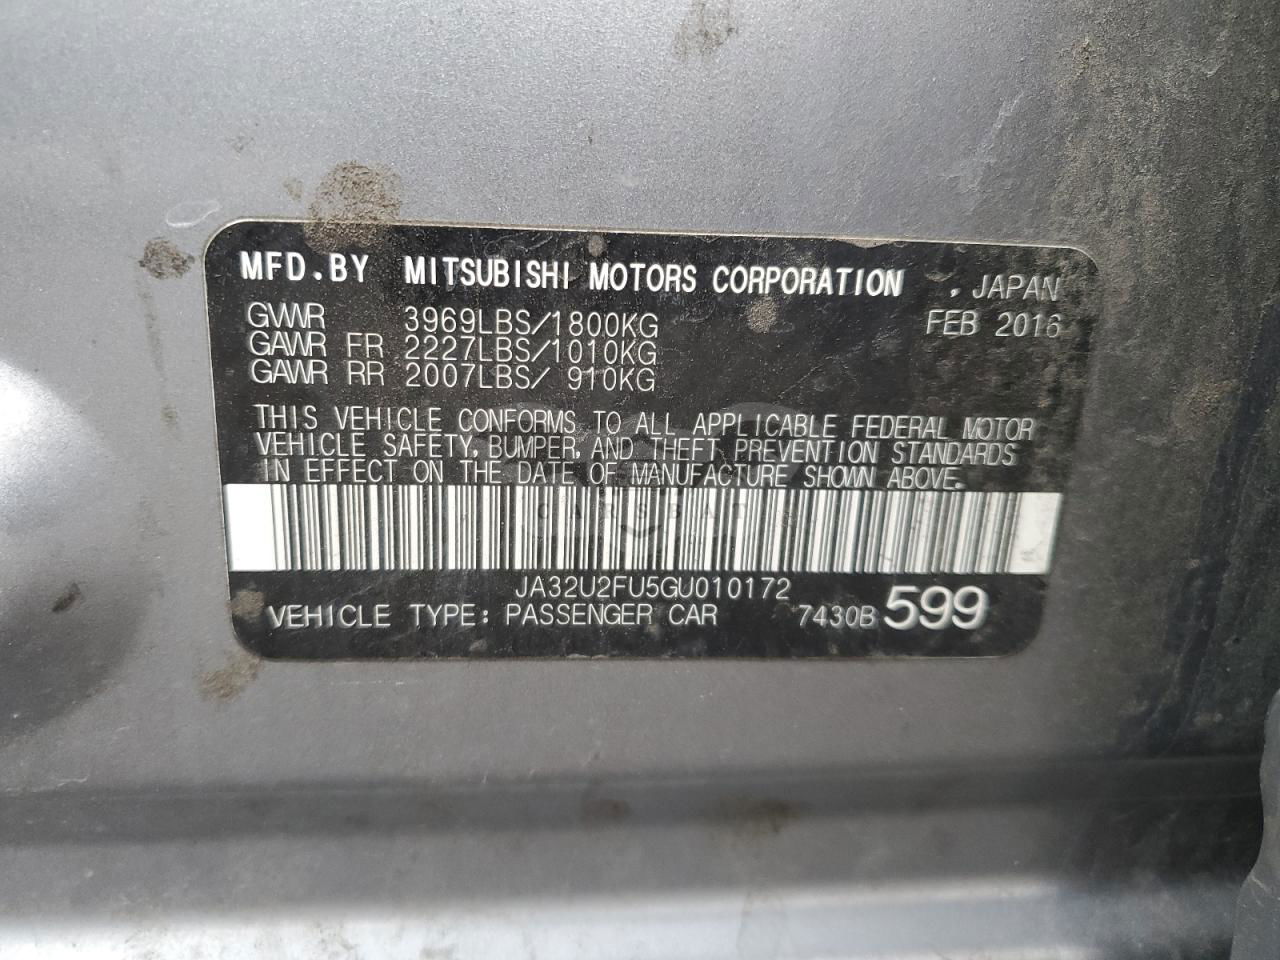 MFD.BY MITSUBISHI MOTORS CORPORATION , JAPAN
GVWR 3969LBS/1800KG FEB 2016
GAWR FR 2227LBS/1010KG
GAWR RR 2007LBS/ 910KG
THIS VEHICLE CONFORMS TO ALL APPLICABLE FEDERAL MOTOR
VEHICLE SAFETY, BUMPER, AND THEFT PREVENTION STANDARDS
IN EFFECT ON THE DATE OF MANUFACTURE SHOWN ABOVE.
JA32U2FU5GU010172
VEHICLE TYPE: PASSENGER CAR 7430B 599